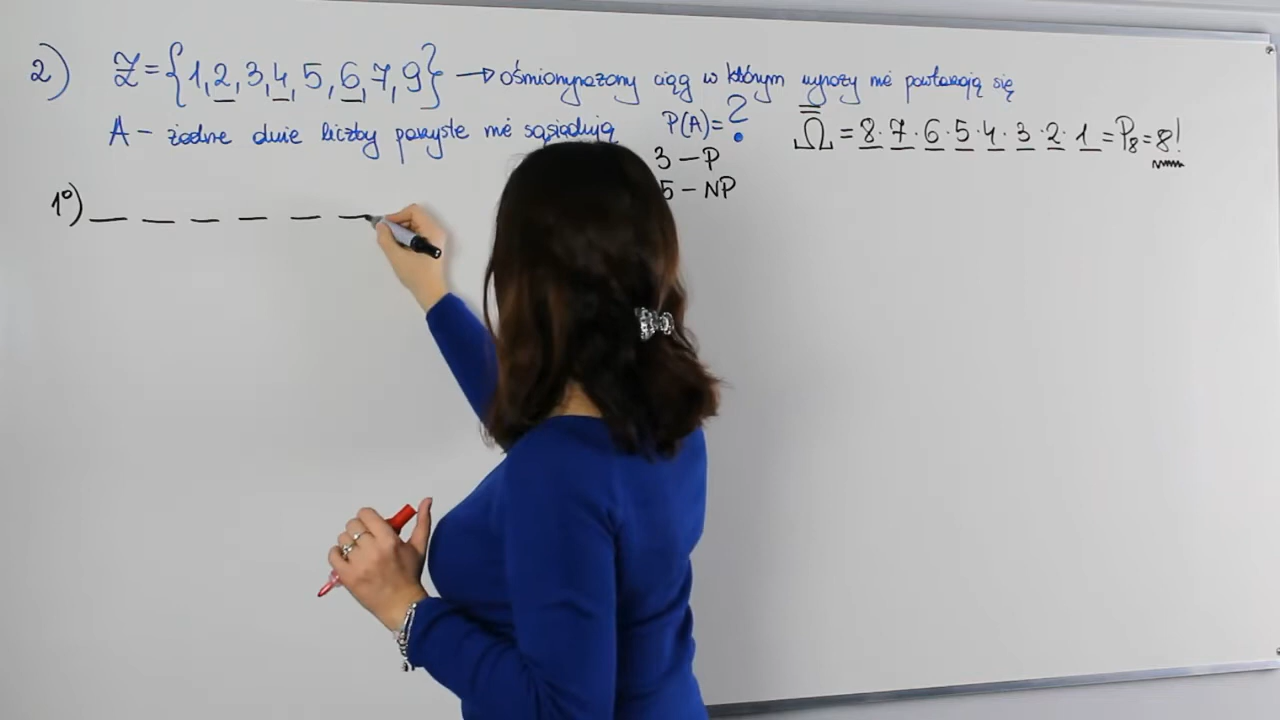 2) Z = {1, 2, 3, 4, 5, 6, 7, 9} → ośmiowyrazowy ciąg w którym wyrazy nie powtarzają się
A - żadne dwie liczby parzyste nie sąsiadują P(A) = ? Ω = 8 · 7 · 6 · 5 · 4 · 3 · 2 · 1 = P8 = 8!
3 - P
5 - NP
1°) _ _ _ _ _ _